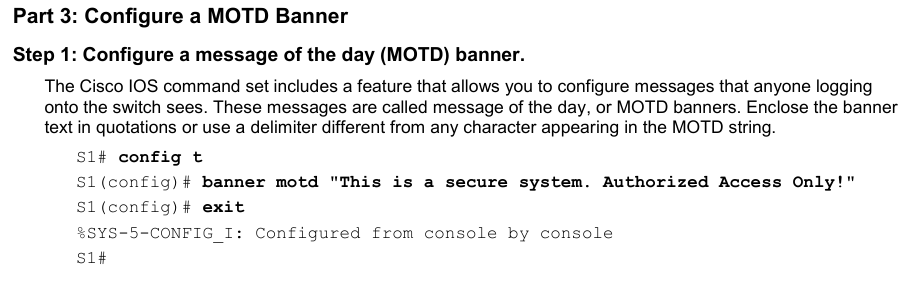 Part 3: Configure a MOTD Banner
Step 1: Configure a message of the day (MOTD) banner.
The Cisco IOS command set includes a feature that allows you to configure messages that anyone logging
onto the switch sees. These messages are called message of the day, or MOTD banners. Enclose the banner
text in quotations or use a delimiter different from any character appearing in the MOTD string.
S1# config t
S1(config)# banner motd "This is a secure system. Authorized Access Only!"
S1(config)# exit
%SYS-5-CONFIG_I: Configured from console by console
S1#